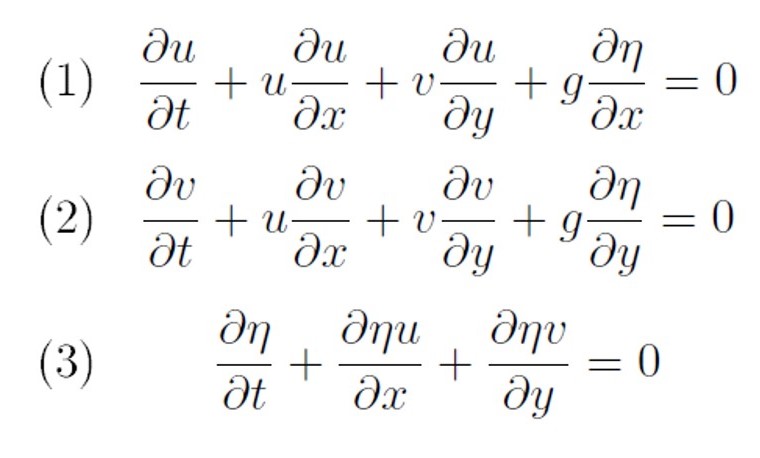 (1) ∂u/∂t + u ∂u/∂x + v ∂u/∂y + g ∂η/∂x = 0
(2) ∂v/∂t + u ∂v/∂x + v ∂v/∂y + g ∂η/∂y = 0
(3) ∂η/∂t + ∂ηu/∂x + ∂ηv/∂y = 0